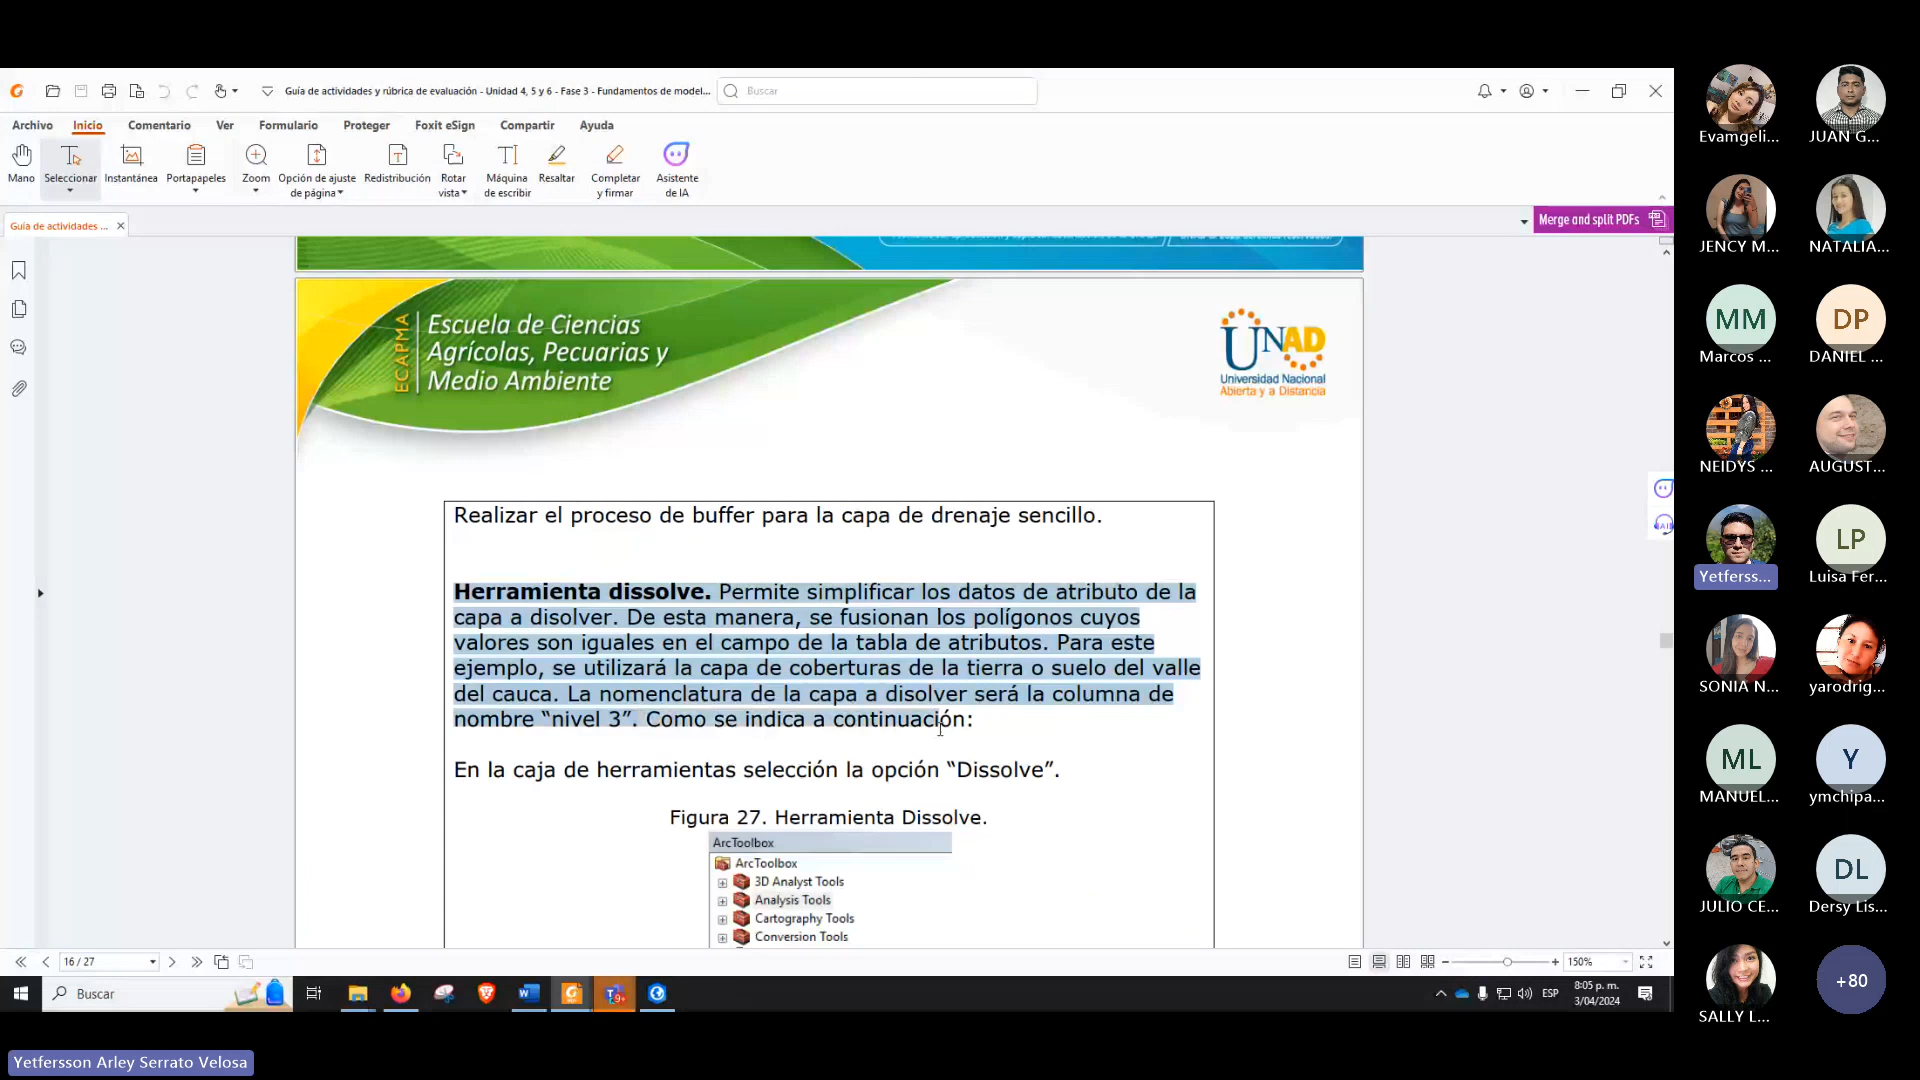 Guía de actividades y rúbrica de evaluación - Unidad 4, 5 y 6 - Fase 3 - Fundamentos de model...
Buscar
Archivo Inicio Comentario Ver Formulario Proteger Foxit eSign Compartir Ayuda
Mano
Seleccionar
Instantánea
Portapapeles
Zoom
Opción de ajuste
de página
Redistribución
Rotar
vista
Máquina
de escribir
Resaltar
Completar
y firmar
Asistente
de IA
Guía de actividades ...
Merge and split PDFs
ECAPMA
Escuela de Ciencias
Agrícolas, Pecuarias y
Medio Ambiente
UNAD
Universidad Nacional
Abierta y a Distancia
Realizar el proceso de buffer para la capa de drenaje sencillo.
Herramienta dissolve. Permite simplificar los datos de atributo de la
capa a disolver. De esta manera, se fusionan los polígonos cuyos
valores son iguales en el campo de la tabla de atributos. Para este
ejemplo, se utilizará la capa de coberturas de la tierra o suelo del valle
del cauca. La nomenclatura de la capa a disolver será la columna de
nombre “nivel 3”. Como se indica a continuación:
En la caja de herramientas selección la opción “Dissolve”.
Figura 27. Herramienta Dissolve.
ArcToolbox
ArcToolbox
3D Analyst Tools
Analysis Tools
Cartography Tools
Conversion Tools
16 / 27
150%
Buscar
9+
ESP
8:05 p. m.
3/04/2024
Yetfersson Arley Serrato Velosa
Evamgeli...
JUAN G...
JENCY M...
NATALIA...
MM
Marcos ...
DP
DANIEL ...
NEIDYS ...
AUGUST...
Yetferss...
LP
Luisa Fer...
SONIA N...
yarodrig...
ML
MANUEL...
Y
ymchipa...
JULIO CE...
DL
Dersy Lis...
SALLY L...
+80